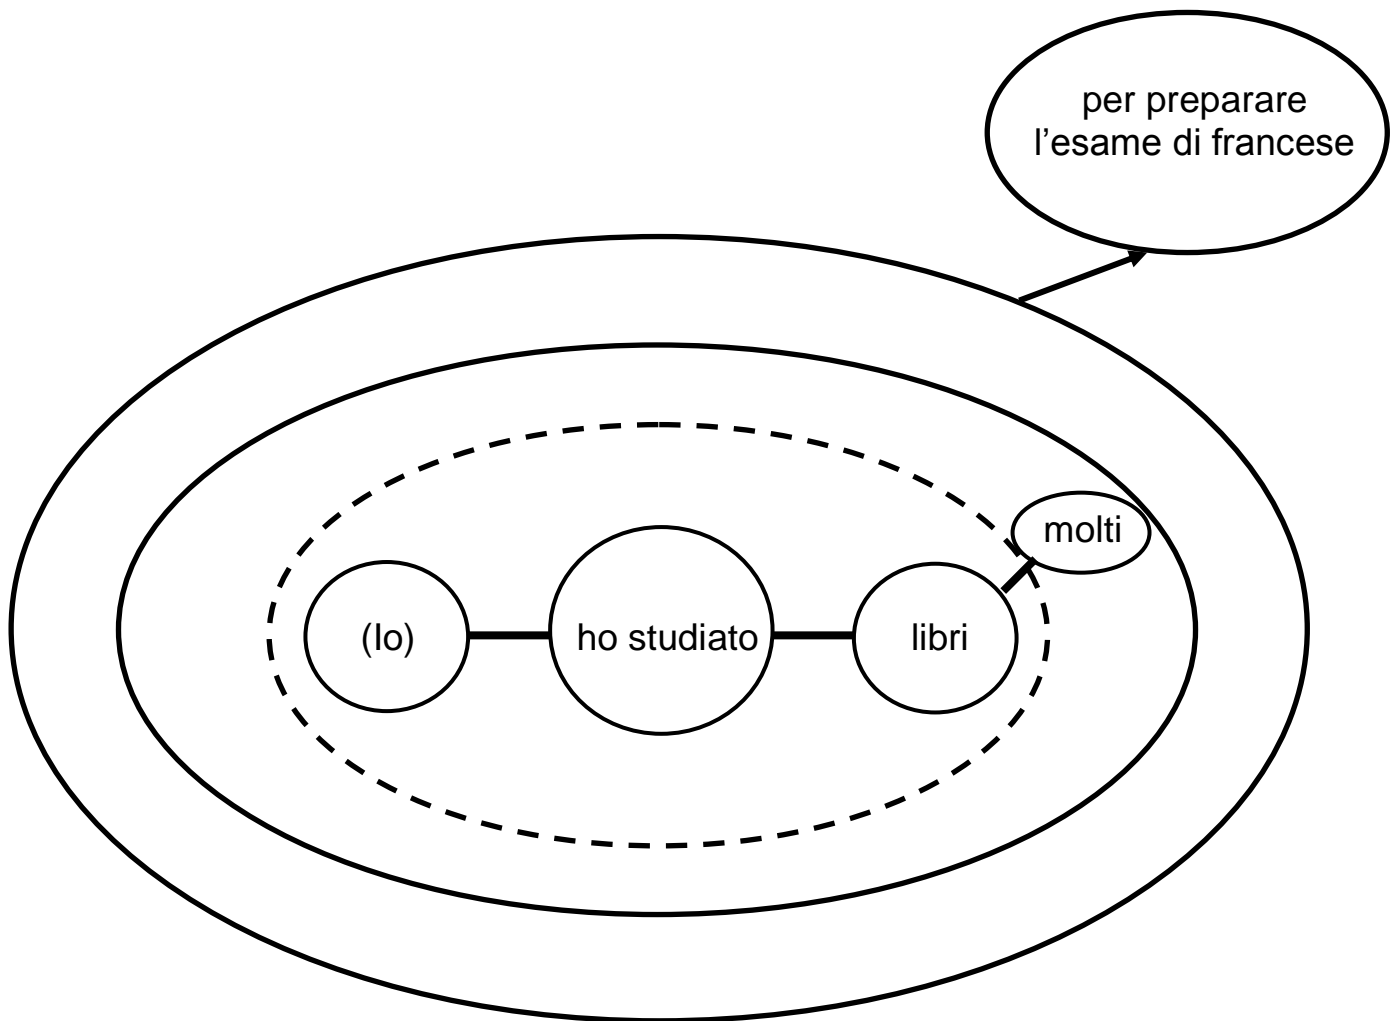 per preparare
l'esame di francese
molti
(Io)
ho studiato
libri